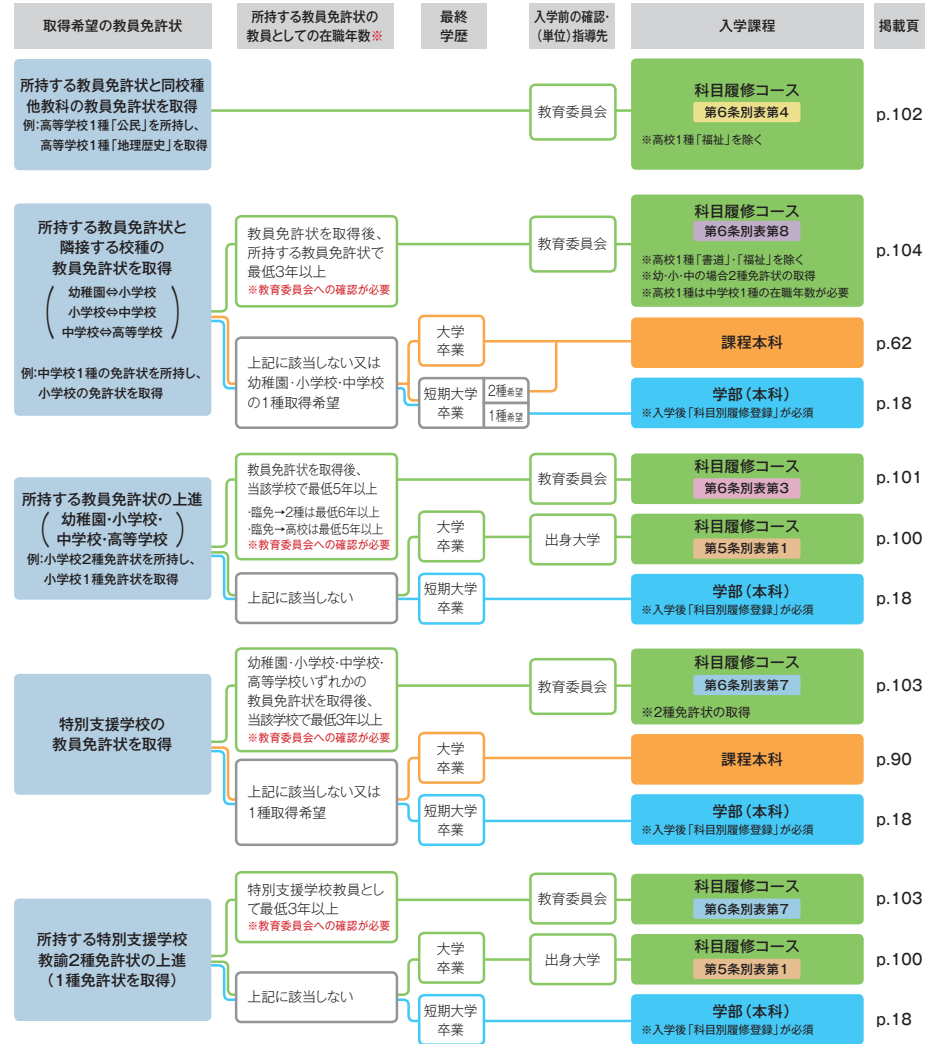 取得希望の教員免許状
所持する教員免許状の
教員としての在職年数※
最終
学歴
入学前の確認・
（単位）指導先
入学課程
掲載頁
所持する教員免許状と同校種
他教科の教員免許状を取得
例:高等学校1種「公民」を所持し、
高等学校1種「地理歴史」を取得
教育委員会
科目履修コース
第6条別表第4
※高校1種「福祉」を除く
p.102
所持する教員免許状と
隣接する校種の
教員免許状を取得
（幼稚園⇔小学校
小学校⇔中学校
中学校⇔高等学校）
例:中学校1種の免許状を所持し、
小学校の免許状を取得
教員免許状を取得後、
所持する教員免許状で
最低3年以上
※教育委員会への確認が必要
教育委員会
科目履修コース
第6条別表第8
※高校1種「書道」・「福祉」を除く
※幼・小・中の場合2種免許状の取得
※高校1種は中学校1種の在職年数が必要
p.104
上記に該当しない又は
幼稚園・小学校・中学校
の1種取得希望
大学
卒業
課程本科
p.62
短期大学
卒業
2種希望
1種希望
学部（本科）
※入学後「科目別履修登録」が必須
p.18
所持する教員免許状の上進
（幼稚園・小学校・
中学校・高等学校）
例:小学校2種免許状を所持し、
小学校1種免許状を取得
教員免許状を取得後、
当該学校で最低5年以上
・臨免→2種は最低6年以上
・臨免→高校は最低5年以上
※教育委員会への確認が必要
教育委員会
科目履修コース
第6条別表第3
p.101
上記に該当しない
大学
卒業
出身大学
科目履修コース
第5条別表第1
p.100
短期大学
卒業
学部（本科）
※入学後「科目別履修登録」が必須
p.18
特別支援学校の
教員免許状を取得
幼稚園・小学校・中学校・
高等学校いずれかの
教員免許状を取得後、
当該学校で最低3年以上
※教育委員会への確認が必要
教育委員会
科目履修コース
第6条別表第7
※2種免許状の取得
p.103
上記に該当しない又は
1種取得希望
大学
卒業
課程本科
p.90
短期大学
卒業
学部（本科）
※入学後「科目別履修登録」が必須
p.18
所持する特別支援学校
教諭2種免許状の上進
（1種免許状を取得）
特別支援学校教員とし
て最低3年以上
※教育委員会への確認が必要
教育委員会
科目履修コース
第6条別表第7
p.103
上記に該当しない
大学
卒業
出身大学
科目履修コース
第5条別表第1
p.100
短期大学
卒業
学部（本科）
※入学後「科目別履修登録」が必須
p.18